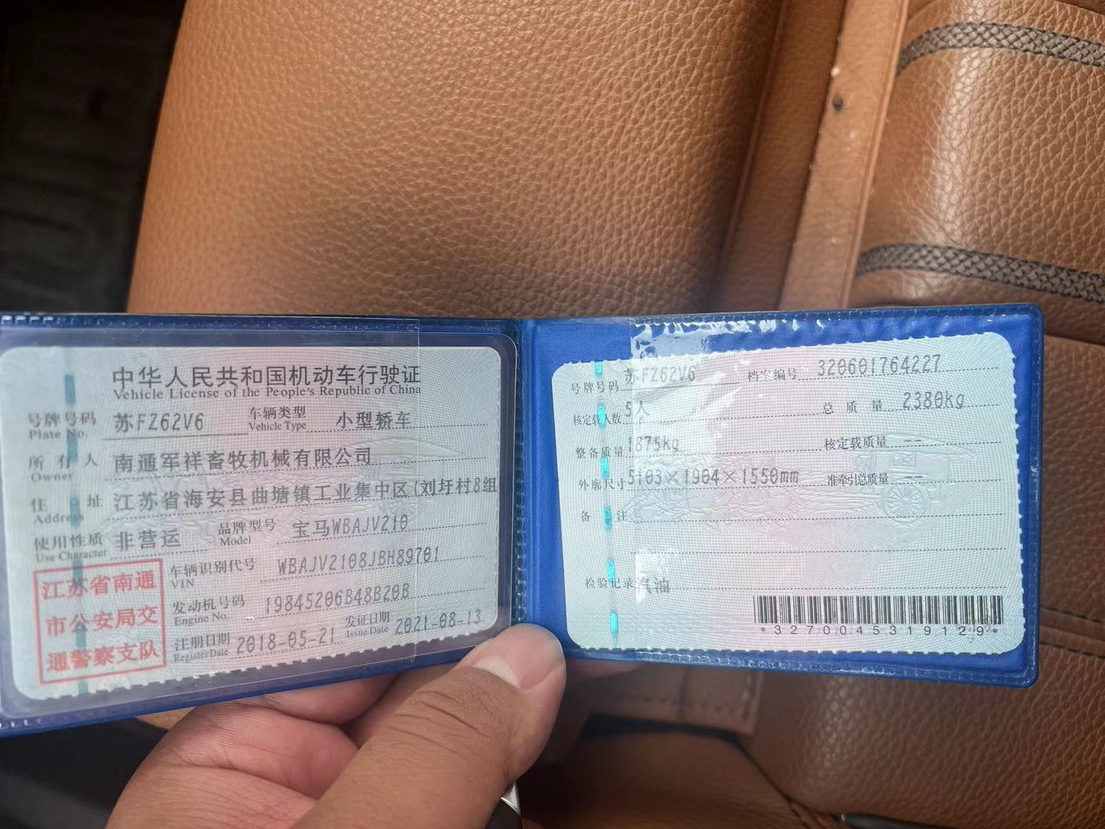 中华人民共和国机动车行驶证
Vehicle License of the People's Republic of China
号牌号码 苏FZ62V6 车辆类型 小型轿车
Plate No. Vehicle Type
所有人 南通军祥畜牧机械有限公司
Owner
住址 江苏省海安县曲塘镇工业集中区(刘圩村8组
Address
使用性质 非营运 品牌型号 宝马WBAJV210
Use Character Model
江苏省南通
市公安局交
通警察支队
车辆识别代号 WBAJV2108JBH89701
VIN
发动机号码 19845206B48B20B
Engine No.
注册日期 2018-05-21 发证日期 2021-08-13
Register Date Issue Date
号牌号码 苏FZ62V6 档案编号 320601764227
核定载人数 5人 总质量 2380kg
整备质量 1875kg 核定载质量 --
外廓尺寸 5103×1904×1550mm 准牵引总质量 --
备注
检验记录 汽油
*3270045319129*